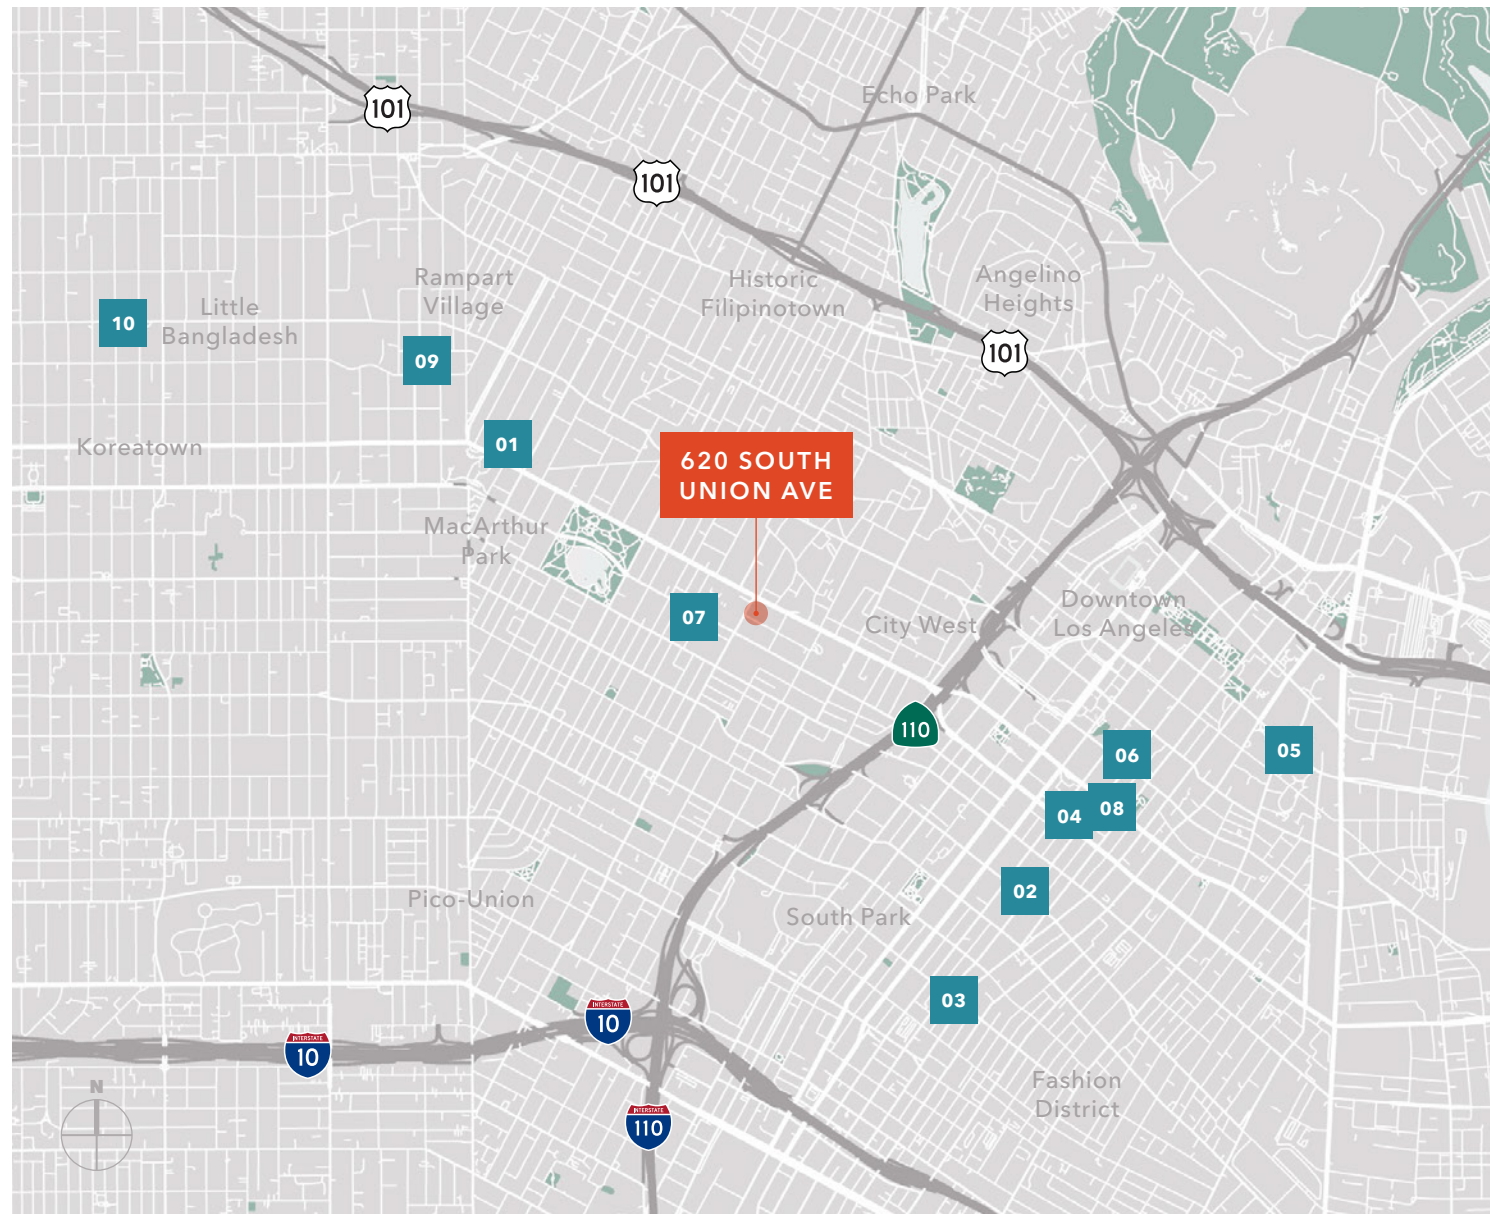 101
Echo Park
101
Rampart
Village
Historic
Filipinotown
Angelino
Heights
10
Little
Bangladesh
09
101
Koreatown
01
620 SOUTH
UNION AVE
MacArthur
Park
07
City West
Downtown
Los Angeles
110
06
05
04
08
02
Pico-Union
South Park
03
INTERSTATE
10
INTERSTATE
10
N
INTERSTATE
110
Fashion
District